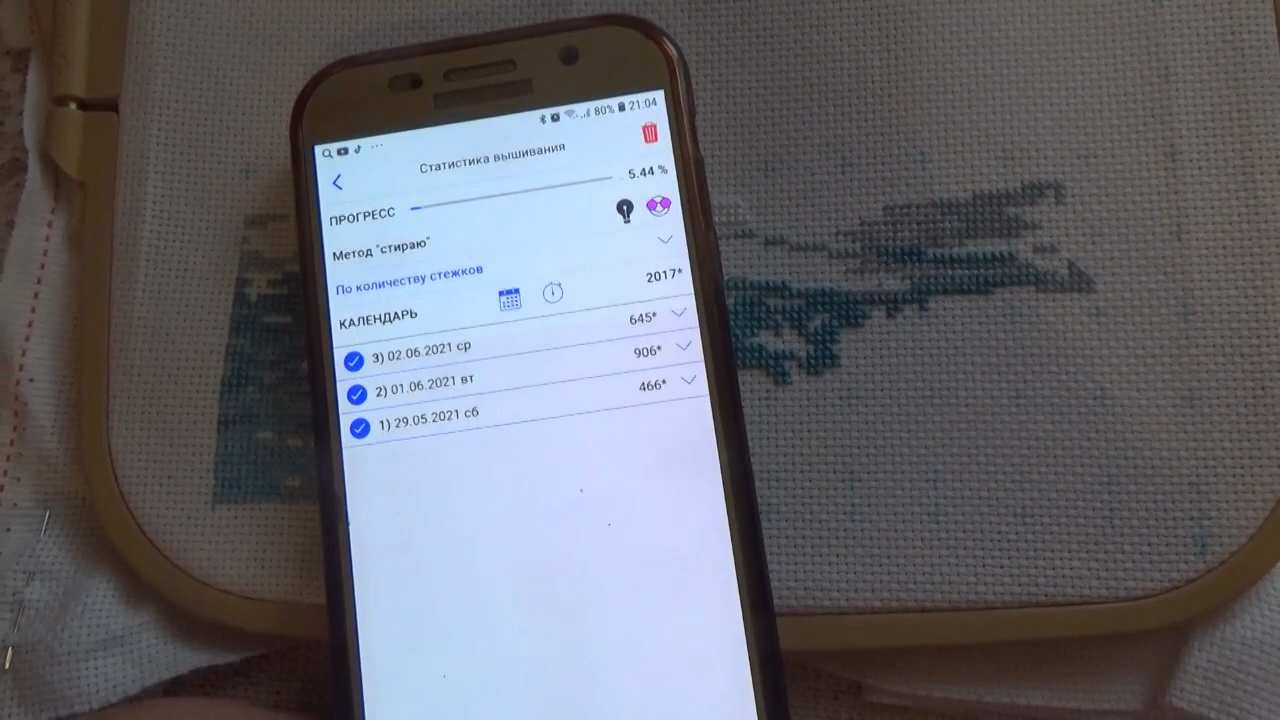 80% 21:04
Статистика вышивания
ПРОГРЕСС 5.44 %
Метод "стираю"
По количеству стежков
КАЛЕНДАРЬ 2017*
3) 02.06.2021 ср 645*
2) 01.06.2021 вт 906*
1) 29.05.2021 сб 466*